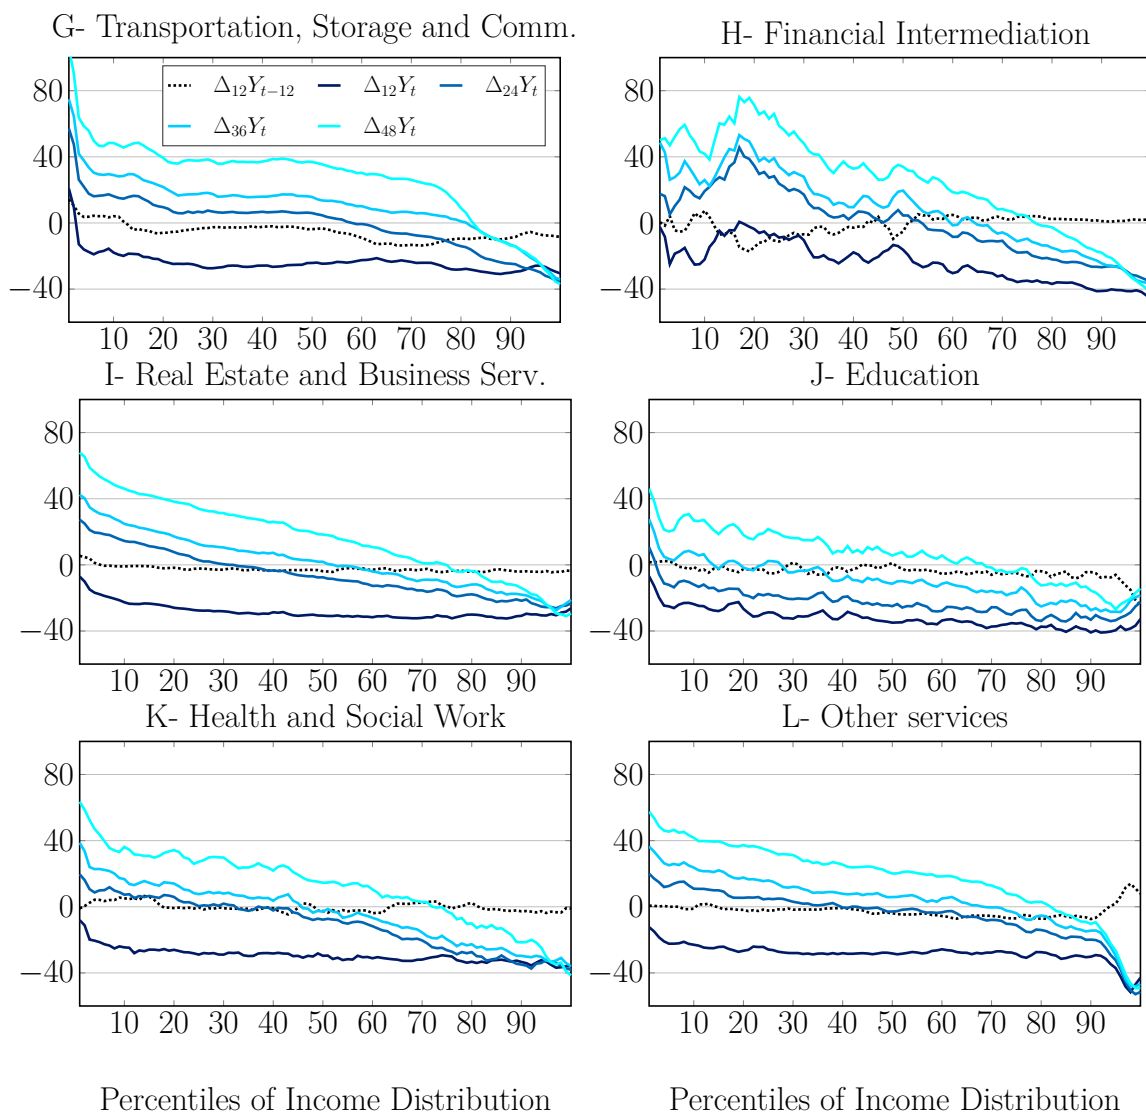 G- Transportation, Storage and Comm.
H- Financial Intermediation
Δ₁₂Yₜ₋₁₂ Δ₁₂Yₜ Δ₂₄Yₜ
Δ₃₆Yₜ Δ₄₈Yₜ
80
40
0
−40
10 20 30 40 50 60 70 80 90
80
40
0
−40
10 20 30 40 50 60 70 80 90
I- Real Estate and Business Serv.
J- Education
80
40
0
−40
10 20 30 40 50 60 70 80 90
80
40
0
−40
10 20 30 40 50 60 70 80 90
K- Health and Social Work
L- Other services
80
40
0
−40
10 20 30 40 50 60 70 80 90
80
40
0
−40
10 20 30 40 50 60 70 80 90
Percentiles of Income Distribution
Percentiles of Income Distribution